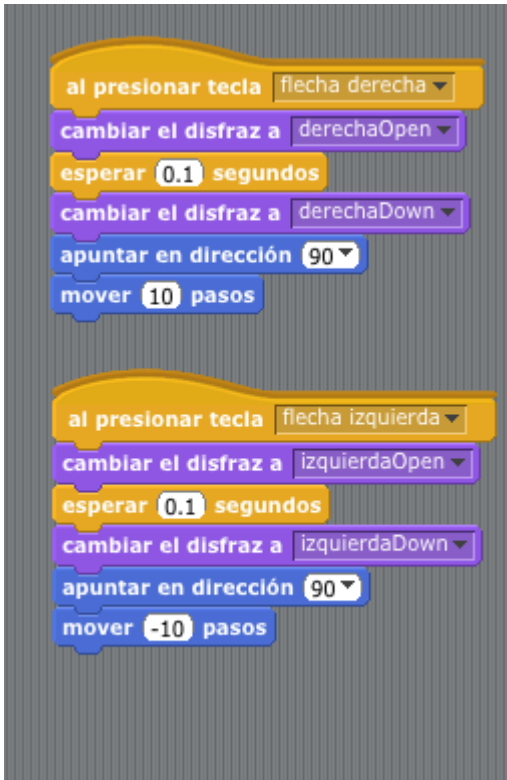 al presionar tecla flecha derecha
cambiar el disfraz a derechaOpen
esperar 0.1 segundos
cambiar el disfraz a derechaDown
apuntar en dirección 90
mover 10 pasos
al presionar tecla flecha izquierda
cambiar el disfraz a izquierdaOpen
esperar 0.1 segundos
cambiar el disfraz a izquierdaDown
apuntar en dirección 90
mover -10 pasos